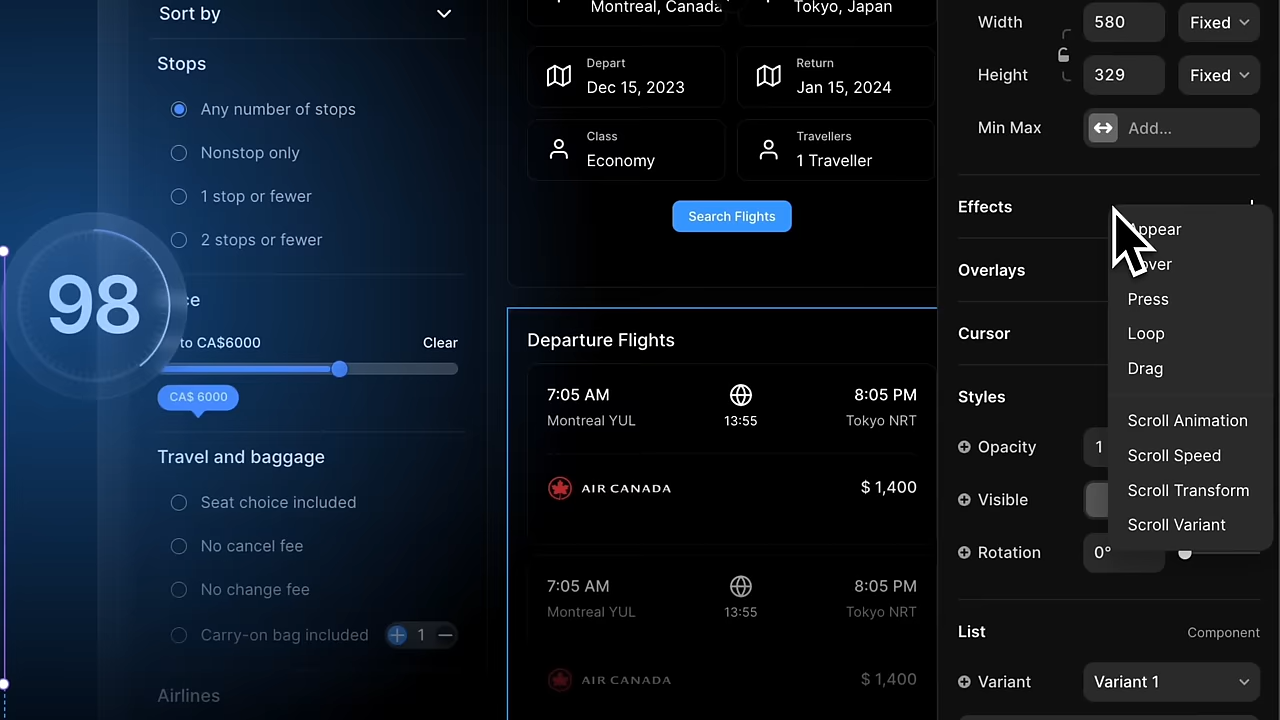 Sort by
Stops
Any number of stops
Nonstop only
1 stop or fewer
2 stops or fewer
98
to CA$6000
Clear
CA$ 6000
Travel and baggage
Seat choice included
No cancel fee
No change fee
Carry-on bag included
1
Airlines
Montreal, Canada
Tokyo, Japan
Depart
Dec 15, 2023
Return
Jan 15, 2024
Class
Economy
Travellers
1 Traveller
Search Flights
Departure Flights
7:05 AM
8:05 PM
Montreal YUL
13:55
Tokyo NRT
AIR CANADA
$ 1,400
7:05 AM
8:05 PM
Montreal YUL
13:55
Tokyo NRT
AIR CANADA
$ 1,400
Width
580
Fixed
Height
329
Fixed
Min Max
Add...
Effects
Overlays
Cursor
Styles
Opacity
1
Visible
Rotation
0°
List
Component
Variant
Variant 1
Press
Loop
Drag
Scroll Animation
Scroll Speed
Scroll Transform
Scroll Variant